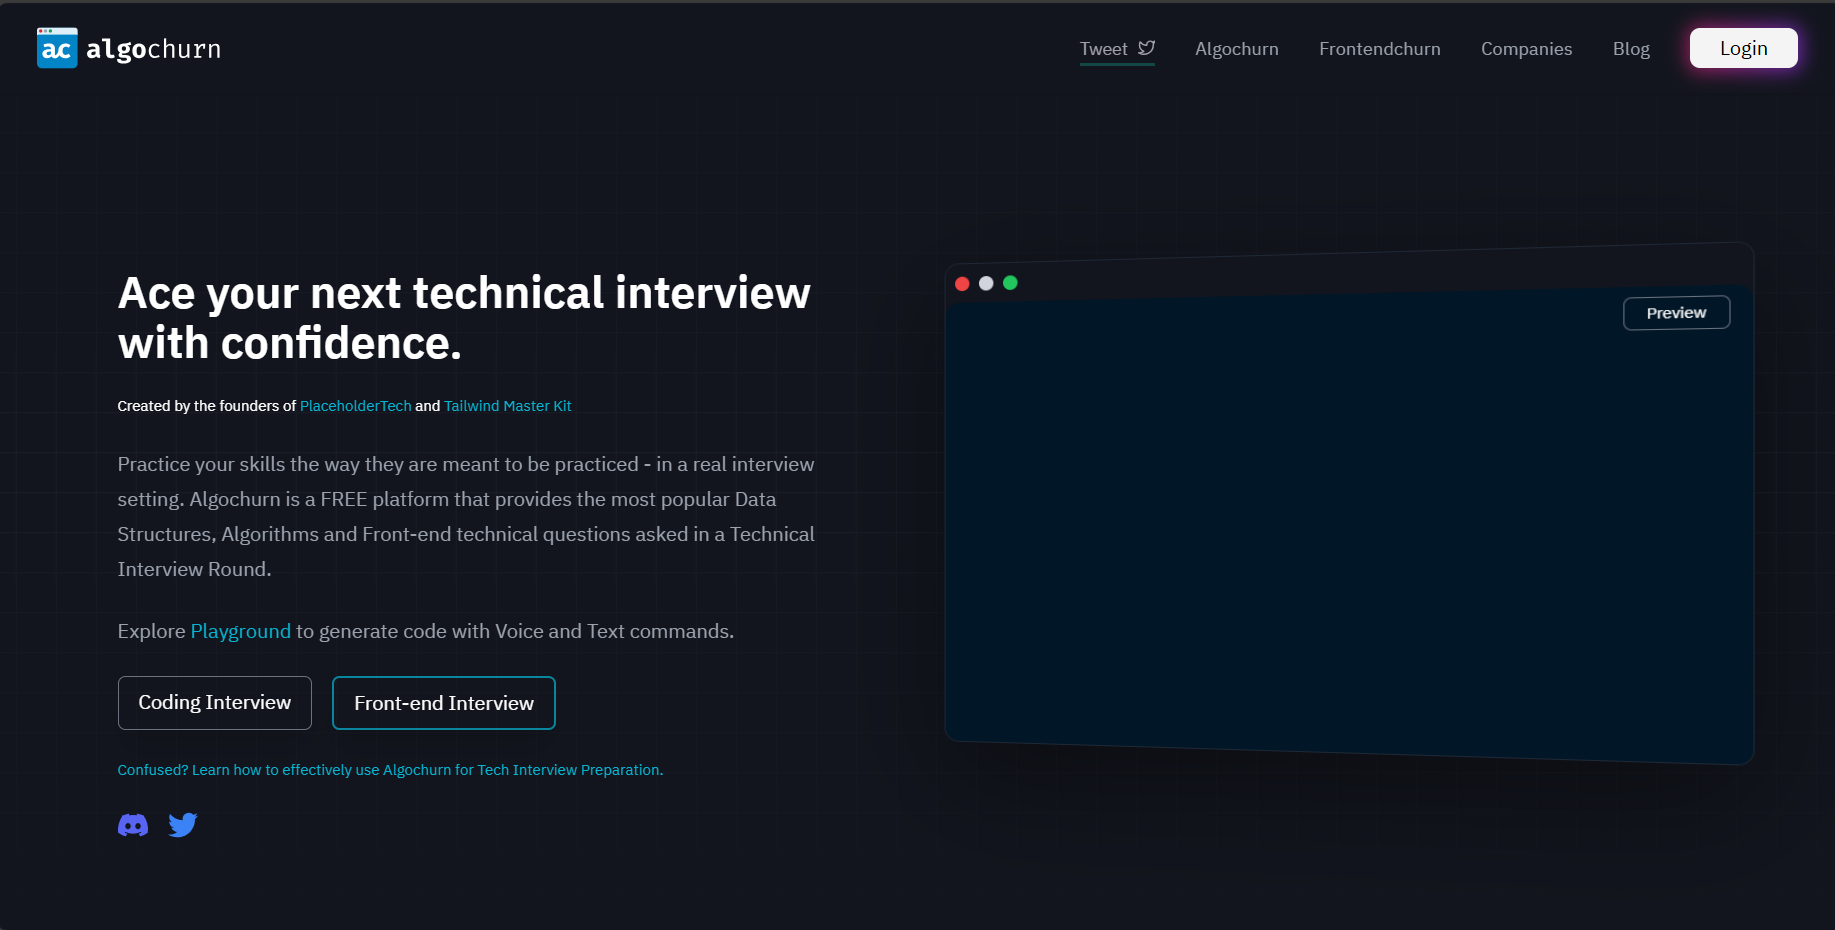 ac algochurn
Tweet
Algochurn
Frontendchurn
Companies
Blog
Login
Ace your next technical interview
with confidence.
Created by the founders of PlaceholderTech and Tailwind Master Kit
Practice your skills the way they are meant to be practiced - in a real interview
setting. Algochurn is a FREE platform that provides the most popular Data
Structures, Algorithms and Front-end technical questions asked in a Technical
Interview Round.
Explore Playground to generate code with Voice and Text commands.
Coding Interview
Front-end Interview
Confused? Learn how to effectively use Algochurn for Tech Interview Preparation.
Preview